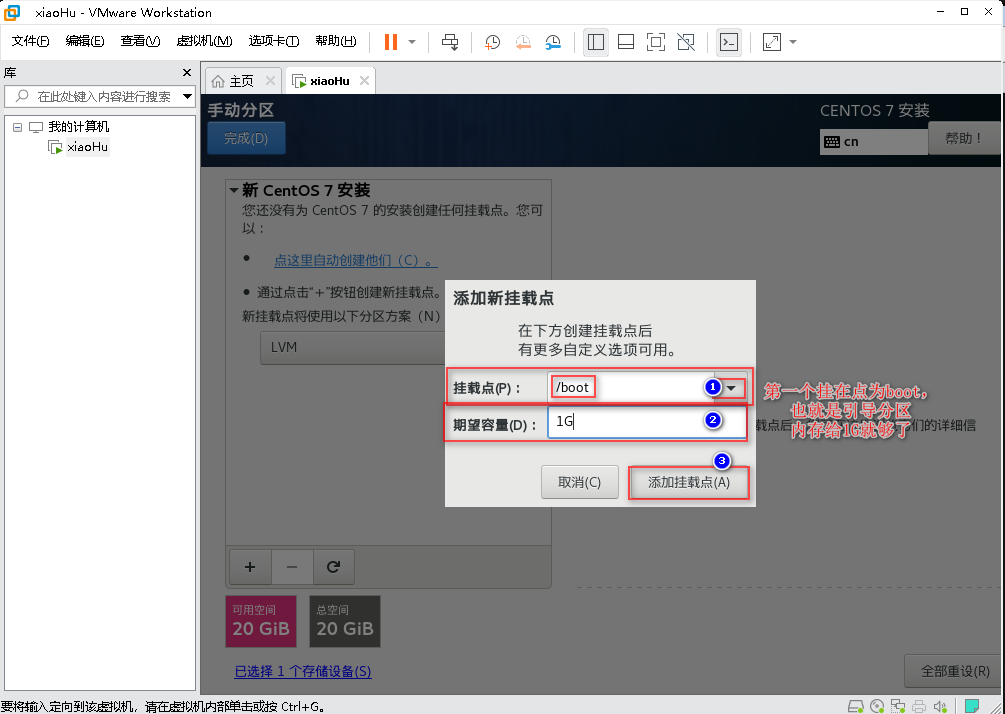 xiaoHu - VMware Workstation
文件(F) 编辑(E) 查看(V) 虚拟机(M) 选项卡(T) 帮助(H)
库
在此处键入内容进行搜索
我的计算机
xiaoHu
主页
xiaoHu
手动分区
完成(D)
CENTOS 7 安装
cn
帮助！
新 CentOS 7 安装
您还没有为 CentOS 7 的安装创建任何挂载点。您可
以：
点这里自动创建他们（C）。
通过点击“+”按钮创建新挂载点。
新挂载点将使用以下分区方案（N）
LVM
添加新挂载点
在下方创建挂载点后
有更多自定义选项可用。
挂载点(P)：
/boot
1
期望容量(D)：
1G
2
3
取消(C)
添加挂载点(A)
第一个挂在点为boot，
也就是引导分区
内存给1G就够了
载点后
们的详细信
+
−
可用空间
20 GiB
总空间
20 GiB
已选择 1 个存储设备(S)
全部重设(R)
要将输入定向到该虚拟机，请在虚拟机内部单击或按 Ctrl+G。